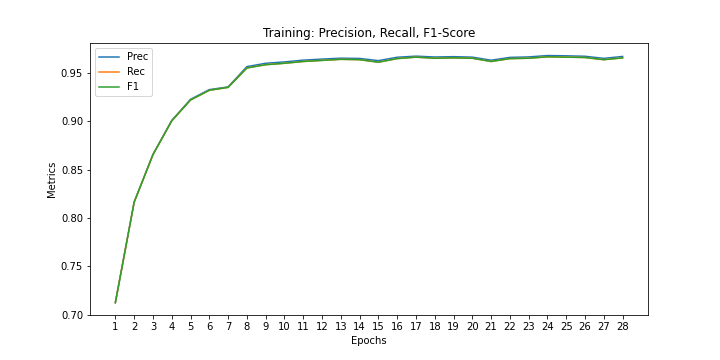 Training: Precision, Recall, F1-Score
Prec
Rec
F1
Metrics
0.95
0.90
0.85
0.80
0.75
0.70
1 2 3 4 5 6 7 8 9 10 11 12 13 14 15 16 17 18 19 20 21 22 23 24 25 26 27 28
Epochs